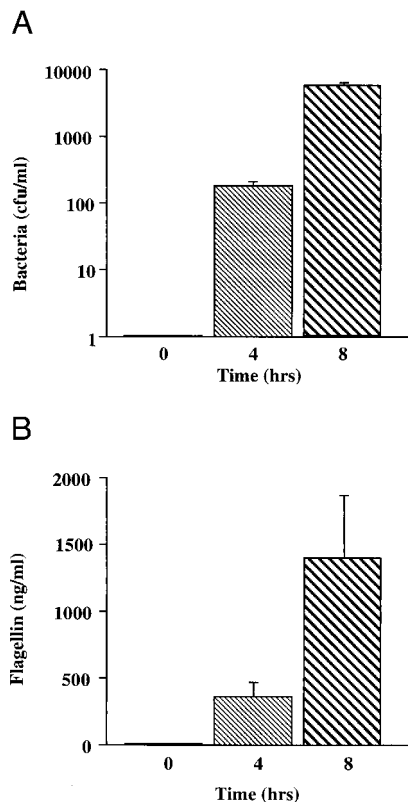 A
10000
1000
100
10
1
Bacteria (cfu/ml)
0 4 8
Time (hrs)
B
2000
1500
1000
500
0
Flagellin (ng/ml)
0 4 8
Time (hrs)